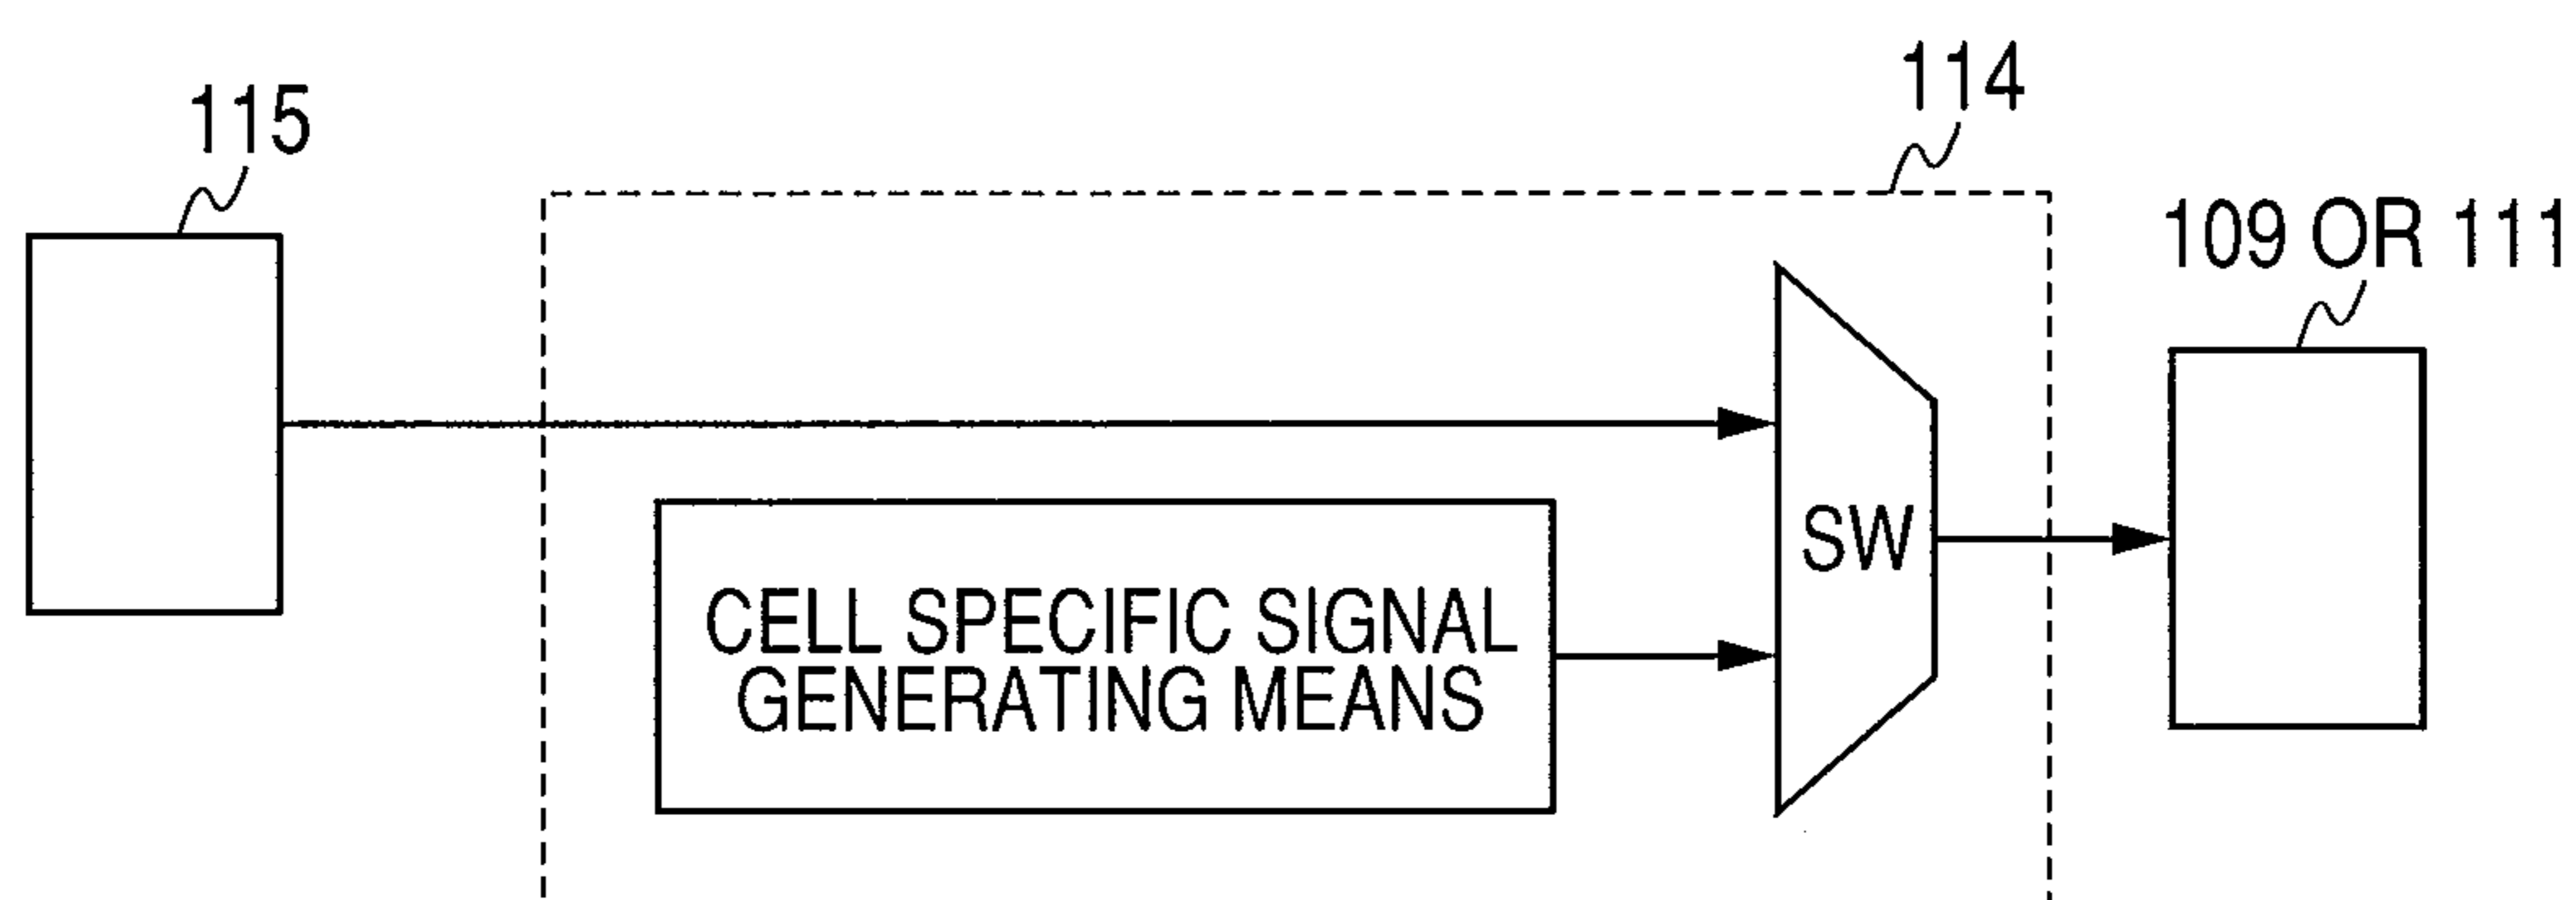 115
114
109 OR 111
SW
CELL SPECIFIC SIGNAL
GENERATING MEANS